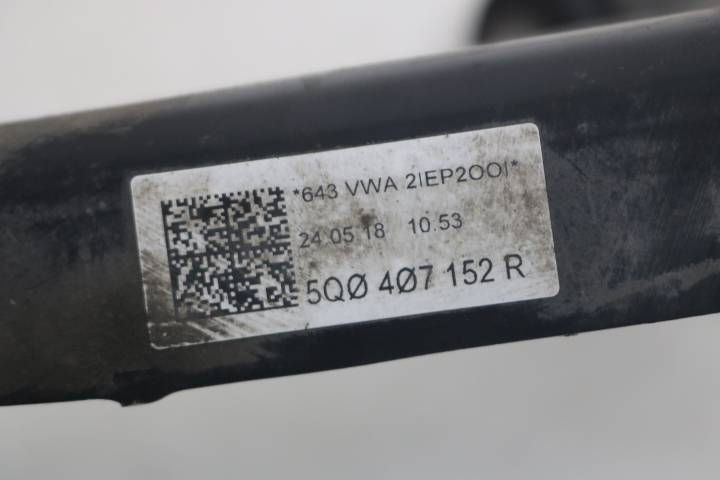 *643 VWA 2IEP2OOI*
24.05 18 10.53
5QØ 4Ø7 152 R